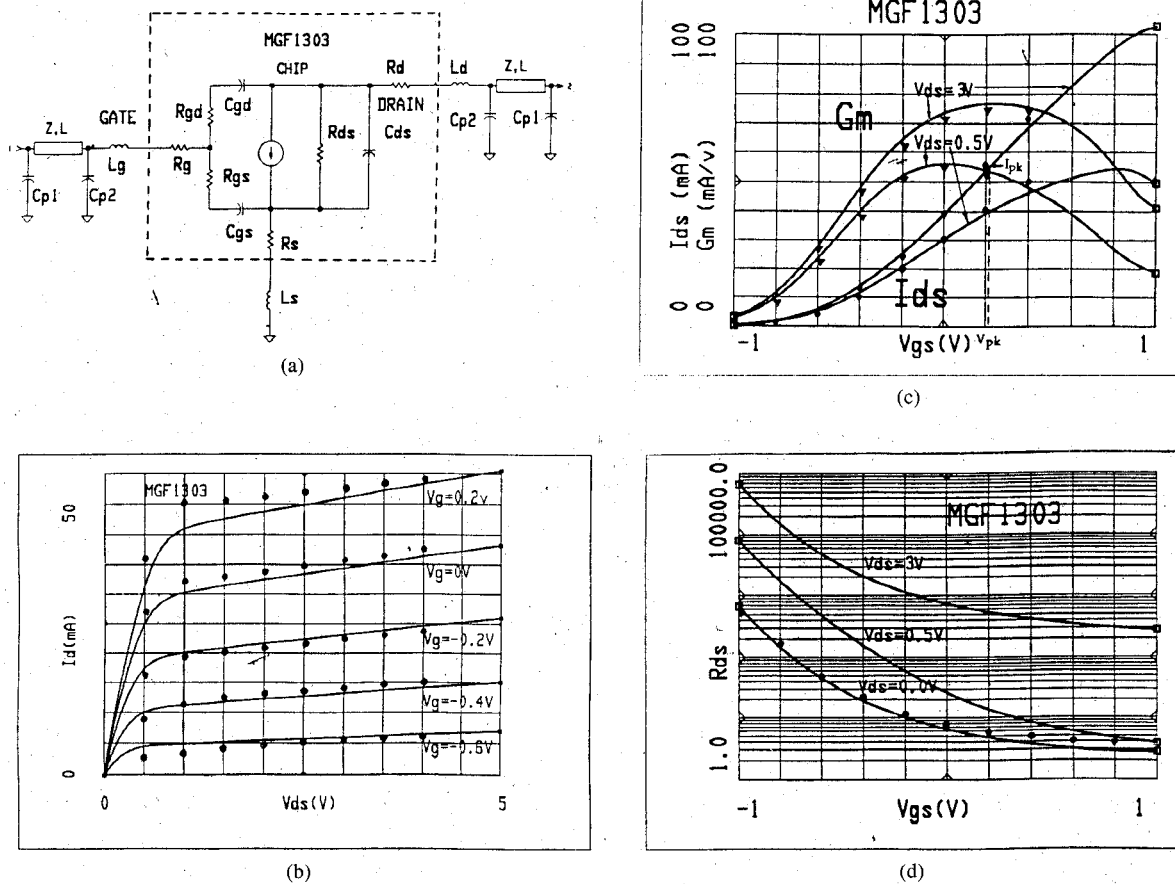 MGF1303
CHIP
Rd
Ld
Z,L
Cgd
Rgd
DRAIN
Cds
Cp2
Cp1
GATE
Z,L
Rds
Lg
Rg
Rgs
Cp1
Cp2
Cgs
Rs
Ls
(a)
MGF1303
100
100
Vds=3V
Gm
Vds=0.5V
Ipk
Ids (mA)
Gm (mA/v)
Ids
0
0
-1
Vgs(V)
Vpk
1
(c)
MGF1303
50
Vg=0.2v
Vg=0V
Id(mA)
Vg=-0.2V
Vg=-0.4V
Vg=-0.6V
0
0
Vds(V)
5
(b)
100000.0
MGF1303
Vds=3V
Vds=0.5V
Rds
Vds=0.0V
1.0
-1
Vgs(V)
1
(d)